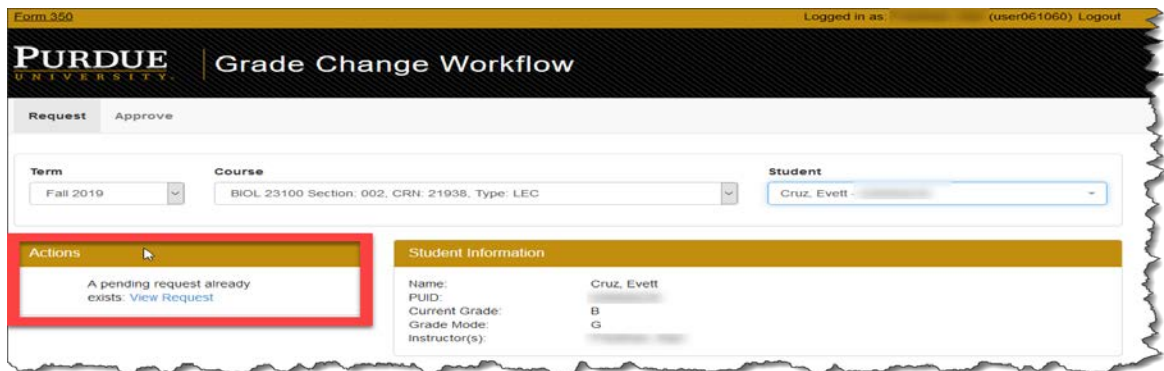 Form 350
Logged in as: (user061060) Logout
PURDUE
UNIVERSITY.
Grade Change Workflow
Request Approve
Term Course Student
Fall 2019 BIOL 23100 Section: 002, CRN: 21938, Type: LEC Cruz, Evett -
Actions
A pending request already
exists: View Request
Student Information
Name: Cruz, Evett
PUID:
Current Grade: B
Grade Mode: G
Instructor(s):